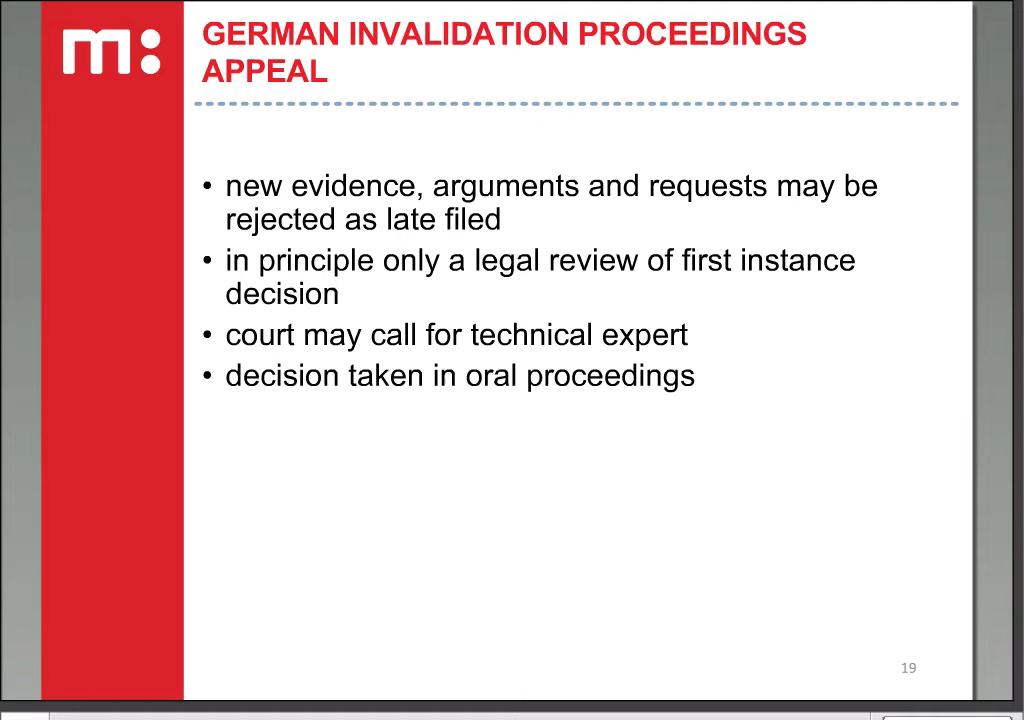 m:
GERMAN INVALIDATION PROCEEDINGS
APPEAL
• new evidence, arguments and requests may be
rejected as late filed
• in principle only a legal review of first instance
decision
• court may call for technical expert
• decision taken in oral proceedings
19